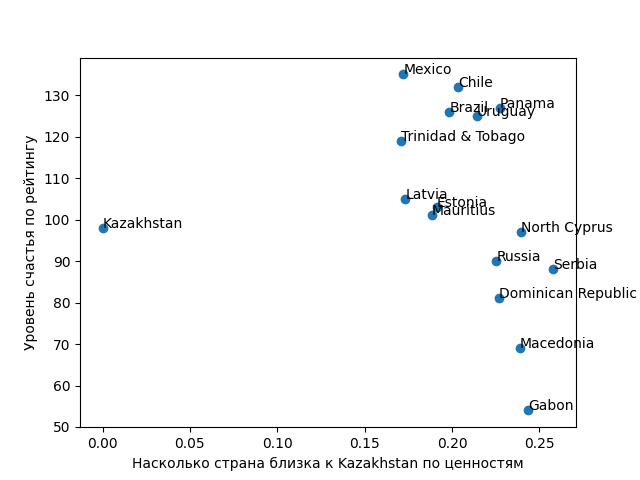 Mexico
Chile
Panama
Brazil
Uruguay
Trinidad & Tobago
Latvia
Estonia
Mauritius
Kazakhstan
North Cyprus
Russia
Serbia
Dominican Republic
Macedonia
Gabon
130
120
110
100
90
80
70
60
50
Уровень счастья по рейтингу
0.00 0.05 0.10 0.15 0.20 0.25
Насколько страна близка к Kazakhstan по ценностям